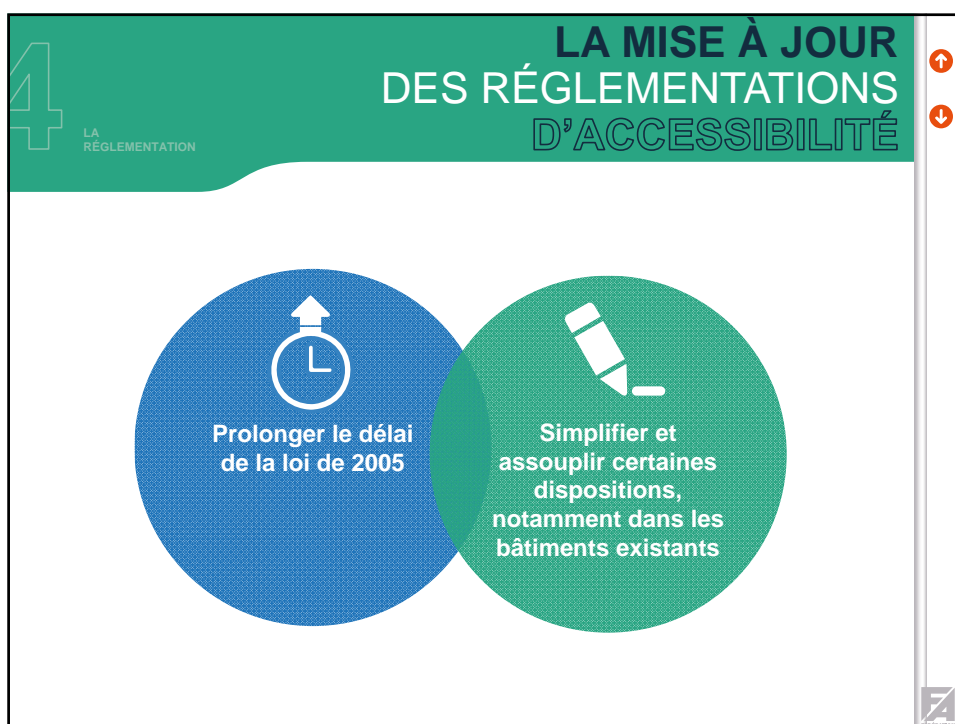 4
LA
RÉGLEMENTATION
LA MISE À JOUR
DES RÉGLEMENTATIONS
D'ACCESSIBILITÉ
Prolonger le délai
de la loi de 2005
Simplifier et
assouplir certaines
dispositions,
notamment dans les
bâtiments existants